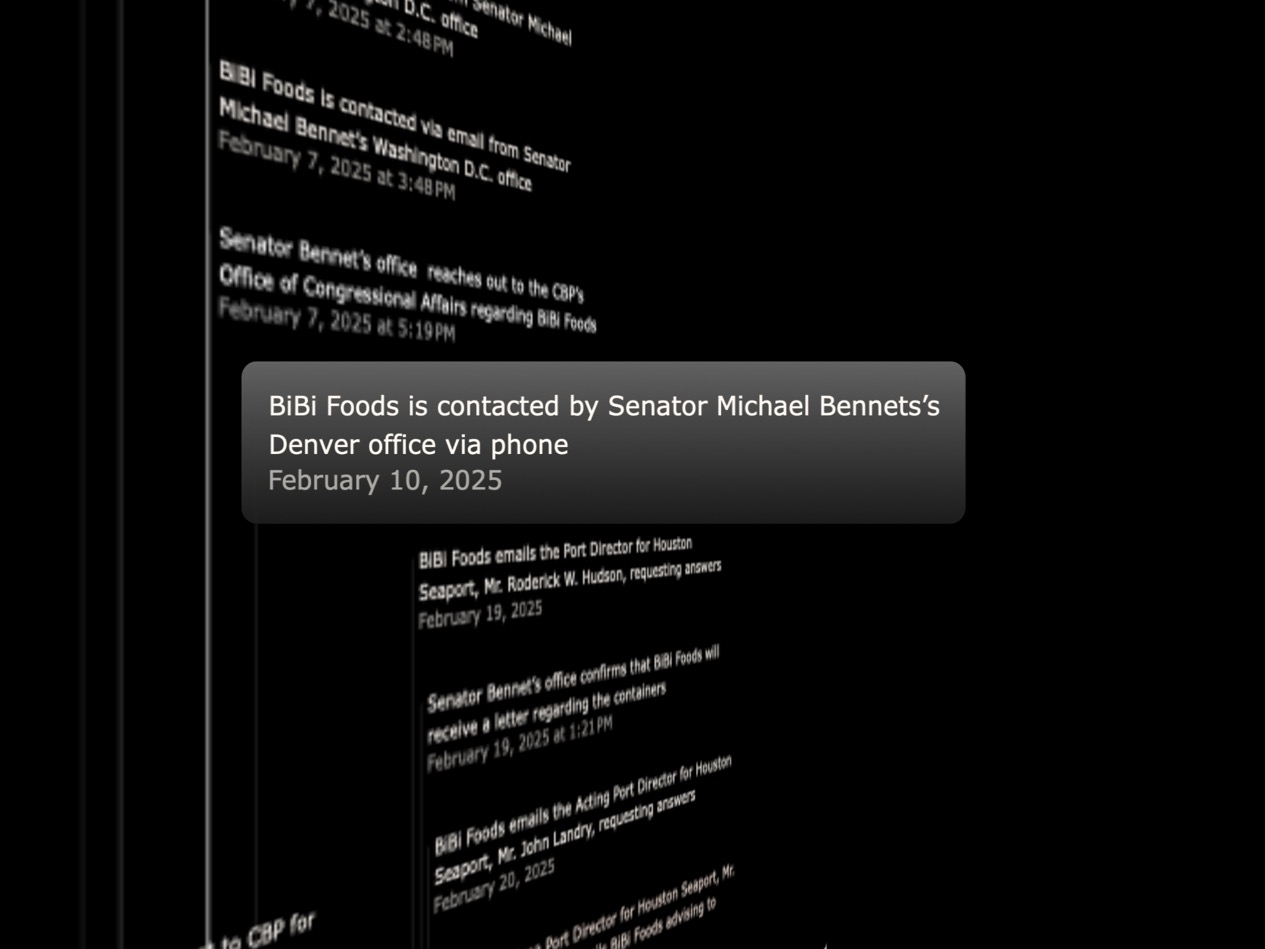 Senator Michael
D.C. office
7, 2025 at 2:48 PM
BiBi Foods is contacted via email from Senator
Michael Bennet's Washington D.C. office
February 7, 2025 at 3:48 PM
Senator Bennet's office reaches out to the CBP's
Office of Congressional Affairs regarding BiBi Foods
February 7, 2025 at 5:19 PM
BiBi Foods is contacted by Senator Michael Bennets’s
Denver office via phone
February 10, 2025
BiBi Foods emails the Port Director for Houston
Seaport, Mr. Roderick W. Hudson, requesting answers
February 19, 2025
Senator Bennet's office confirms that BiBi Foods will
receive a letter regarding the containers
February 19, 2025 at 1:21 PM
BiBi Foods emails the Acting Port Director for Houston
Seaport, Mr. John Landry, requesting answers
February 20, 2025
Port Director for Houston Seaport, Mr.
BiBi Foods advising to
to CBP for